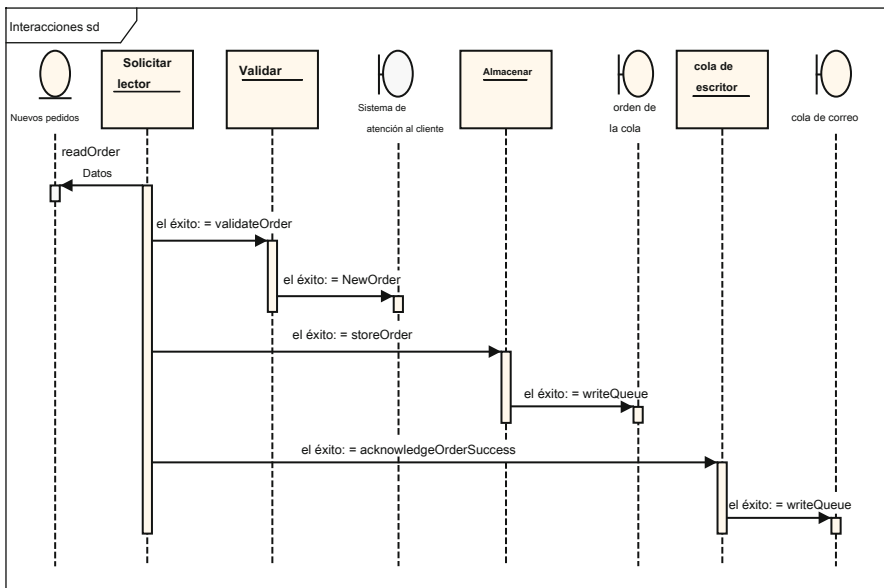 Interacciones sd
Solicitar
lector
Validar
Almacenar
cola de
escritor
Nuevos pedidos
Sistema de
atención al cliente
orden de
la cola
cola de correo
readOrder
Datos
el éxito: = validateOrder
el éxito: = NewOrder
el éxito: = storeOrder
el éxito: = writeQueue
el éxito: = acknowledgeOrderSuccess
el éxito: = writeQueue